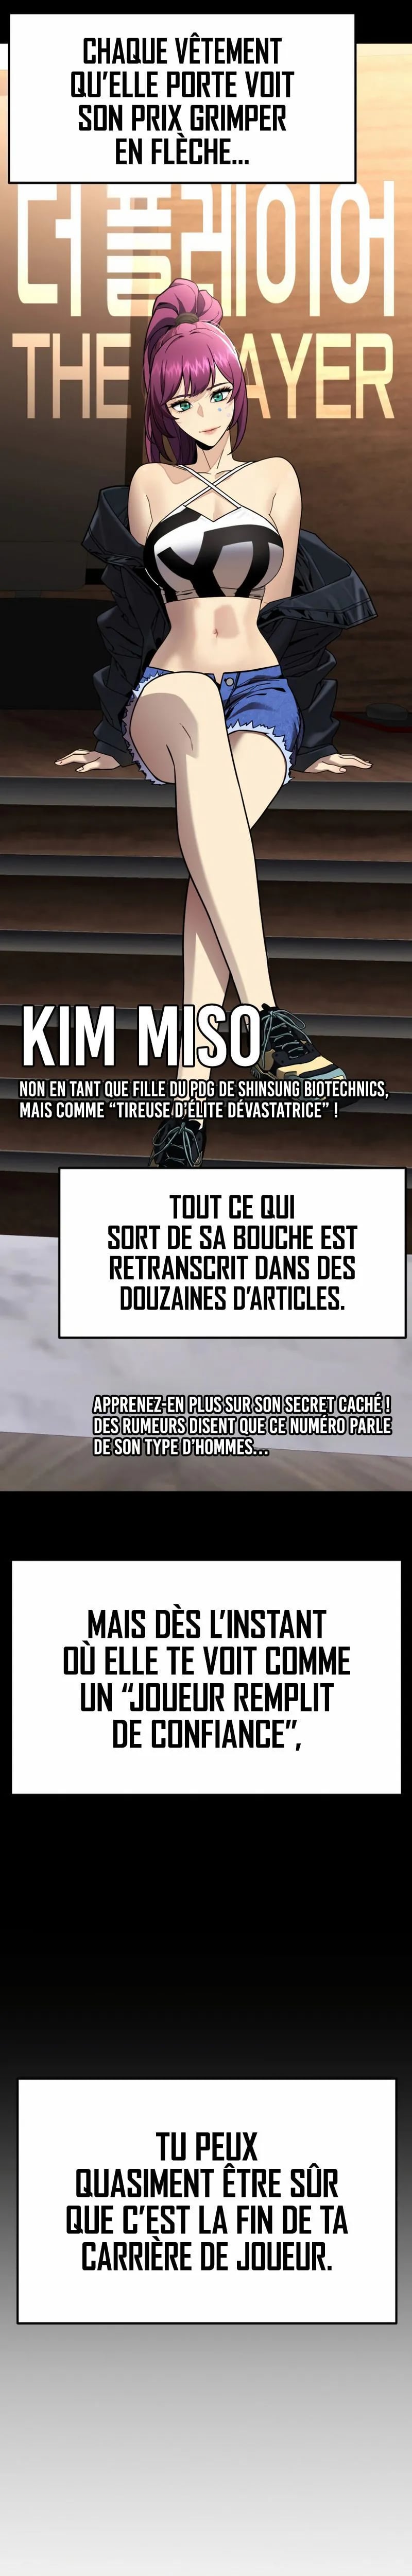 CHAQUE VÊTEMENT
QU'ELLE PORTE VOIT
SON PRIX GRIMPER
EN FLÈCHE...
더 플레이어
THE AYER
KIM MISO
NON EN TANT QUE FILLE DU PDG DE SHINSUNG BIOTECHNICS,
MAIS COMME "TIREUSE D'ÉLITE DÉVASTATRICE" !
TOUT CE QUI
SORT DE SA BOUCHE EST
RETRANSCRIT DANS DES
DOUZAINES D'ARTICLES.
APPRENEZ-EN PLUS SUR SON SECRET CACHÉ !
DES RUMEURS DISENT QUE CE NUMÉRO PARLE
DE SON TYPE D'HOMMES...
MAIS DÈS L'INSTANT
OÙ ELLE TE VOIT COMME
UN "JOUEUR REMPLIT
DE CONFIANCE",
TU PEUX
QUASIMENT ÊTRE SÛR
QUE C'EST LA FIN DE TA
CARRIÈRE DE JOUEUR.